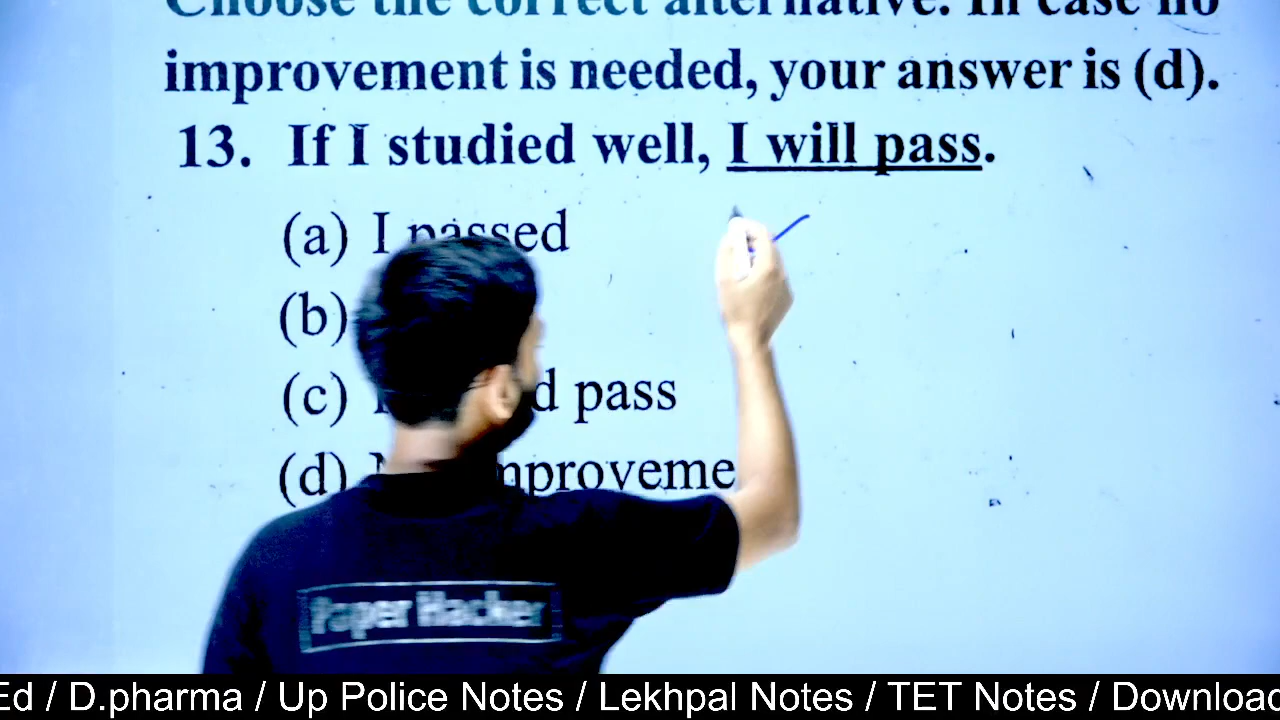 Choose the correct alternative. In case no
improvement is needed, your answer is (d).
13. If I studied well, I will pass.
(a) I passed
(b)
(c) pass
(d)
Paper Hacker
Ed / D.pharma / Up Police Notes / Lekhpal Notes / TET Notes / Download